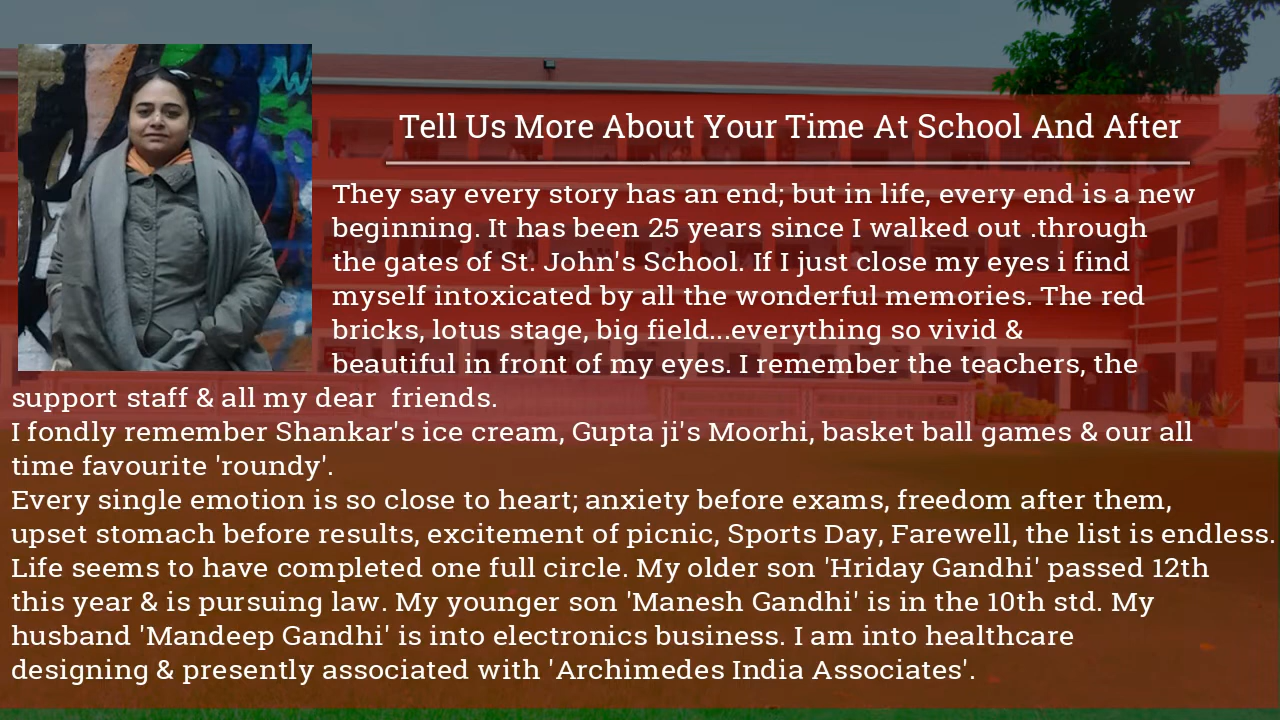 Tell Us More About Your Time At School And After
They say every story has an end; but in life, every end is a new
beginning. It has been 25 years since I walked out .through
the gates of St. John's School. If I just close my eyes i find
myself intoxicated by all the wonderful memories. The red
bricks, lotus stage, big field...everything so vivid &
beautiful in front of my eyes. I remember the teachers, the
support staff & all my dear  friends.
I fondly remember Shankar's ice cream, Gupta ji's Moorhi, basket ball games & our all
time favourite 'roundy'.
Every single emotion is so close to heart; anxiety before exams, freedom after them,
upset stomach before results, excitement of picnic, Sports Day, Farewell, the list is endless.
Life seems to have completed one full circle. My older son 'Hriday Gandhi' passed 12th
this year & is pursuing law. My younger son 'Manesh Gandhi' is in the 10th std. My
husband 'Mandeep Gandhi' is into electronics business. I am into healthcare
designing & presently associated with 'Archimedes India Associates'.